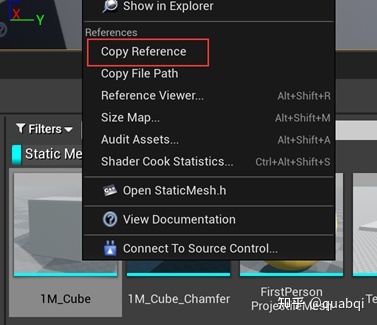 Show in Explorer
X
Y
References
Copy Reference
Copy File Path
Reference Viewer... Alt+Shift+R
Size Map... Alt+Shift+M
Audit Assets... Alt+Shift+A
Shader Cook Statistics... Ctrl+Alt+Shift+S
Filters
Static Me
Open StaticMesh.h
View Documentation
Connect To Source Control...
1M_Cube
1M_Cube_Chamfer
FirstPerson
ProjectileMesh
Te
知乎 @quabqi